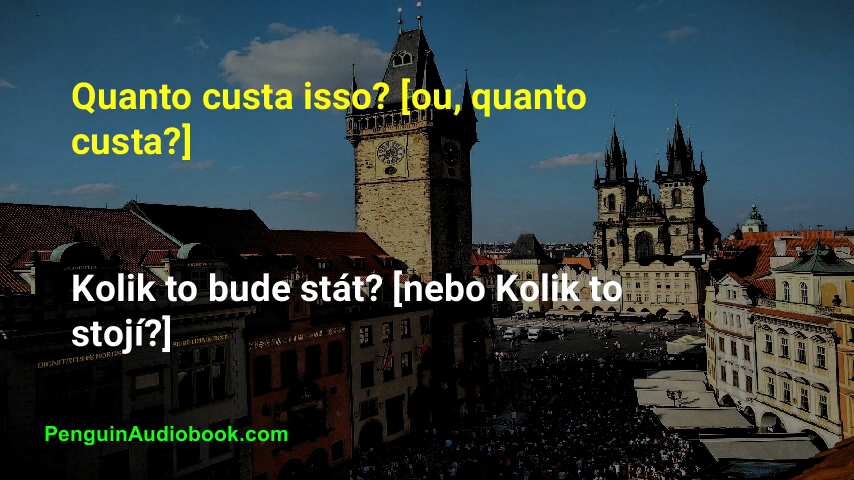 Quanto custa isso? [ou, quanto
custa?]
Kolik to bude stát? [nebo Kolik to
stojí?]
PenguinAudiobook.com